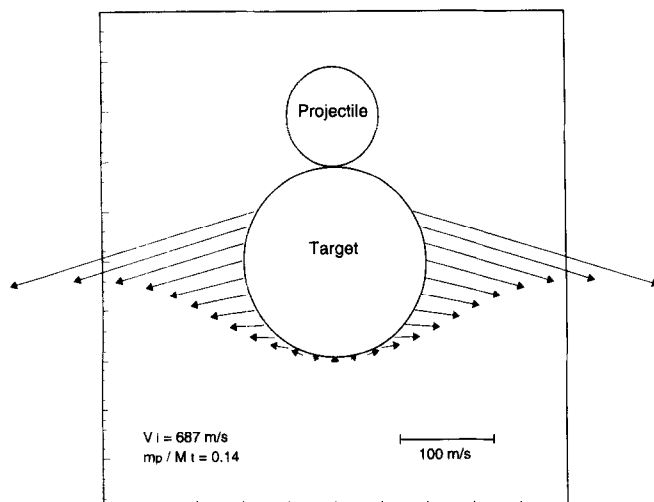 Projectile
Target
V i = 687 m/s
mp / M t = 0.14
100 m/s